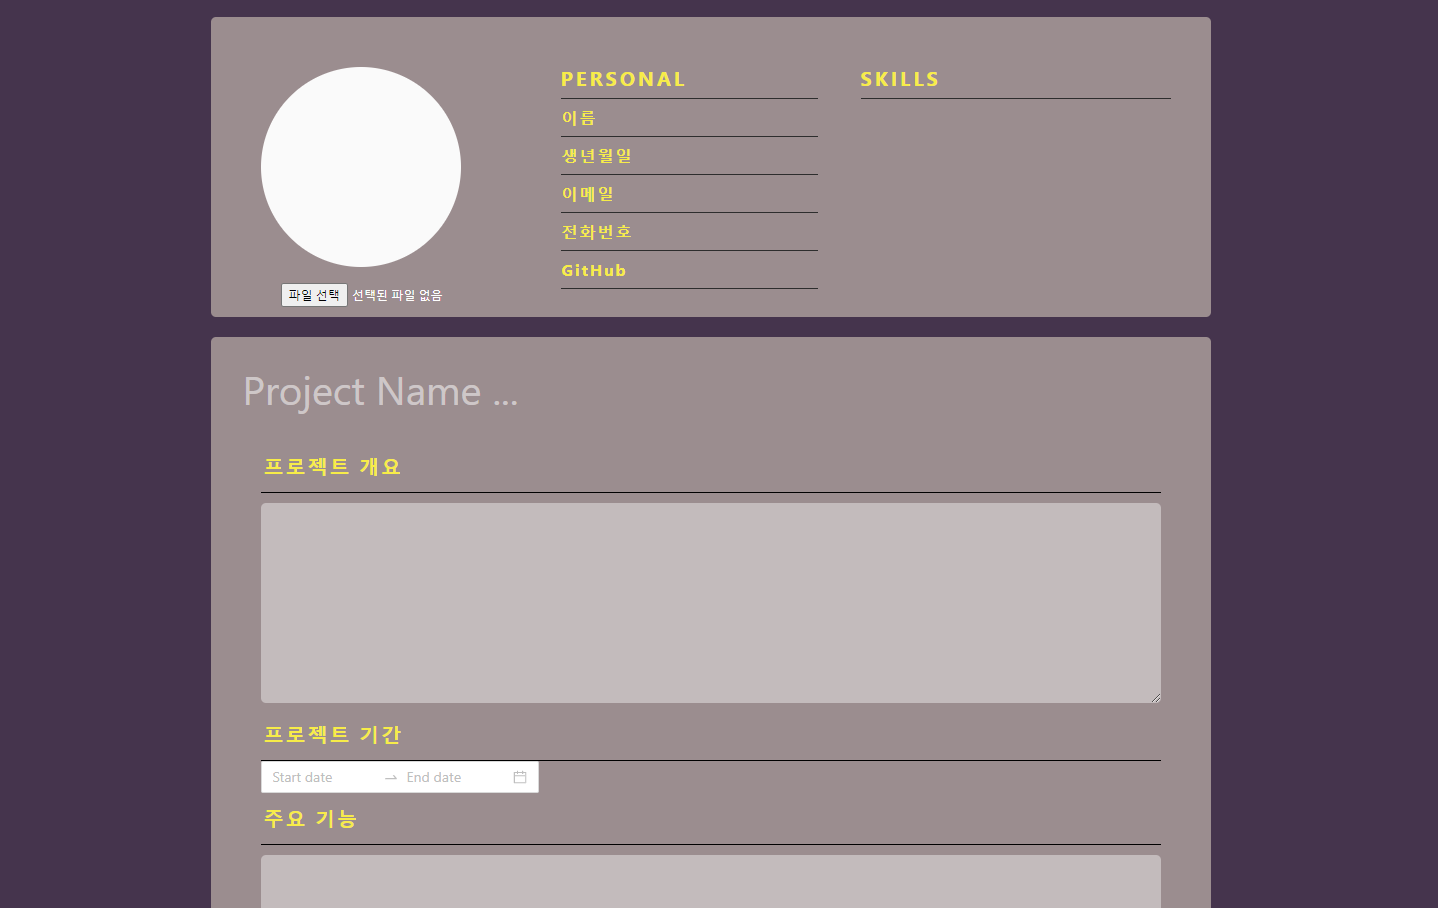 PERSONAL
이름
생년월일
이메일
전화번호
GitHub
SKILLS
파일 선택 선택된 파일 없음
Project Name ...
프로젝트 개요
프로젝트 기간
Start date End date
주요 기능